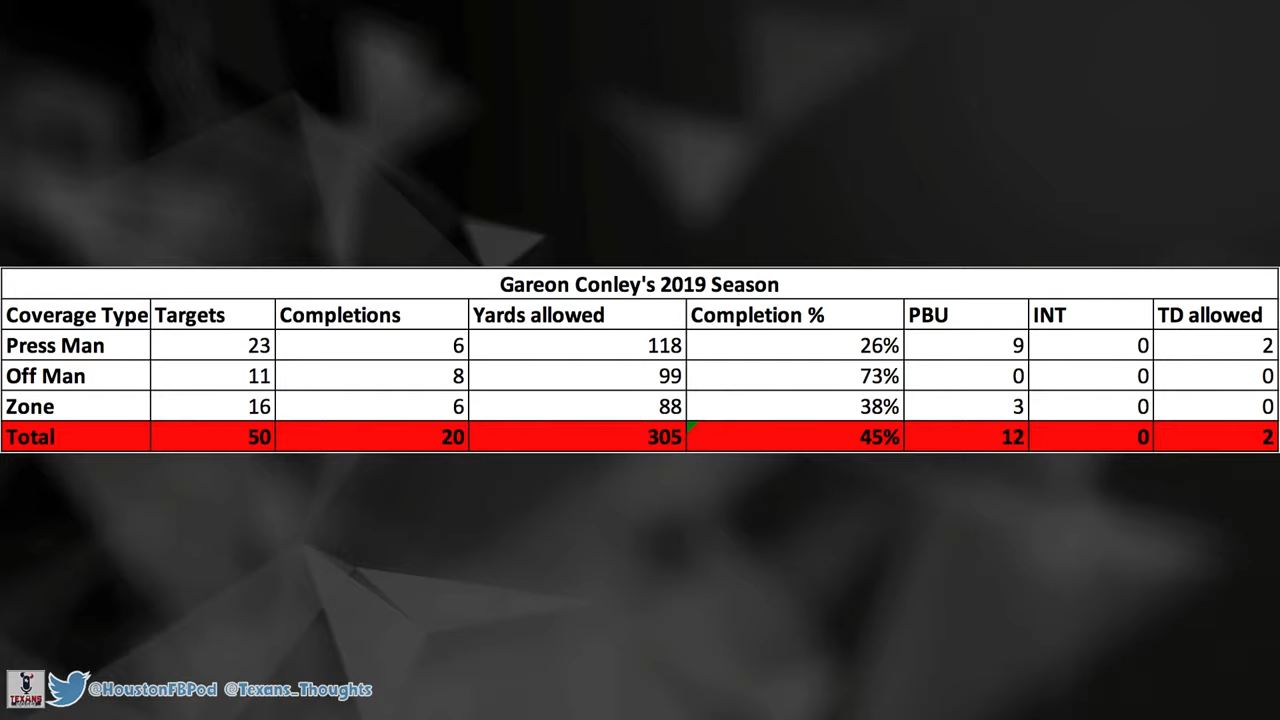 Gareon Conley's 2019 Season
Coverage Type Targets Completions Yards allowed Completion % PBU INT TD allowed
Press Man 23 6 118 26% 9 0 2
Off Man 11 8 99 73% 0 0 0
Zone 16 6 88 38% 3 0 0
Total 50 20 305 45% 12 0 2
TEXANS
@HoustonFBPod @Texans_Thoughts